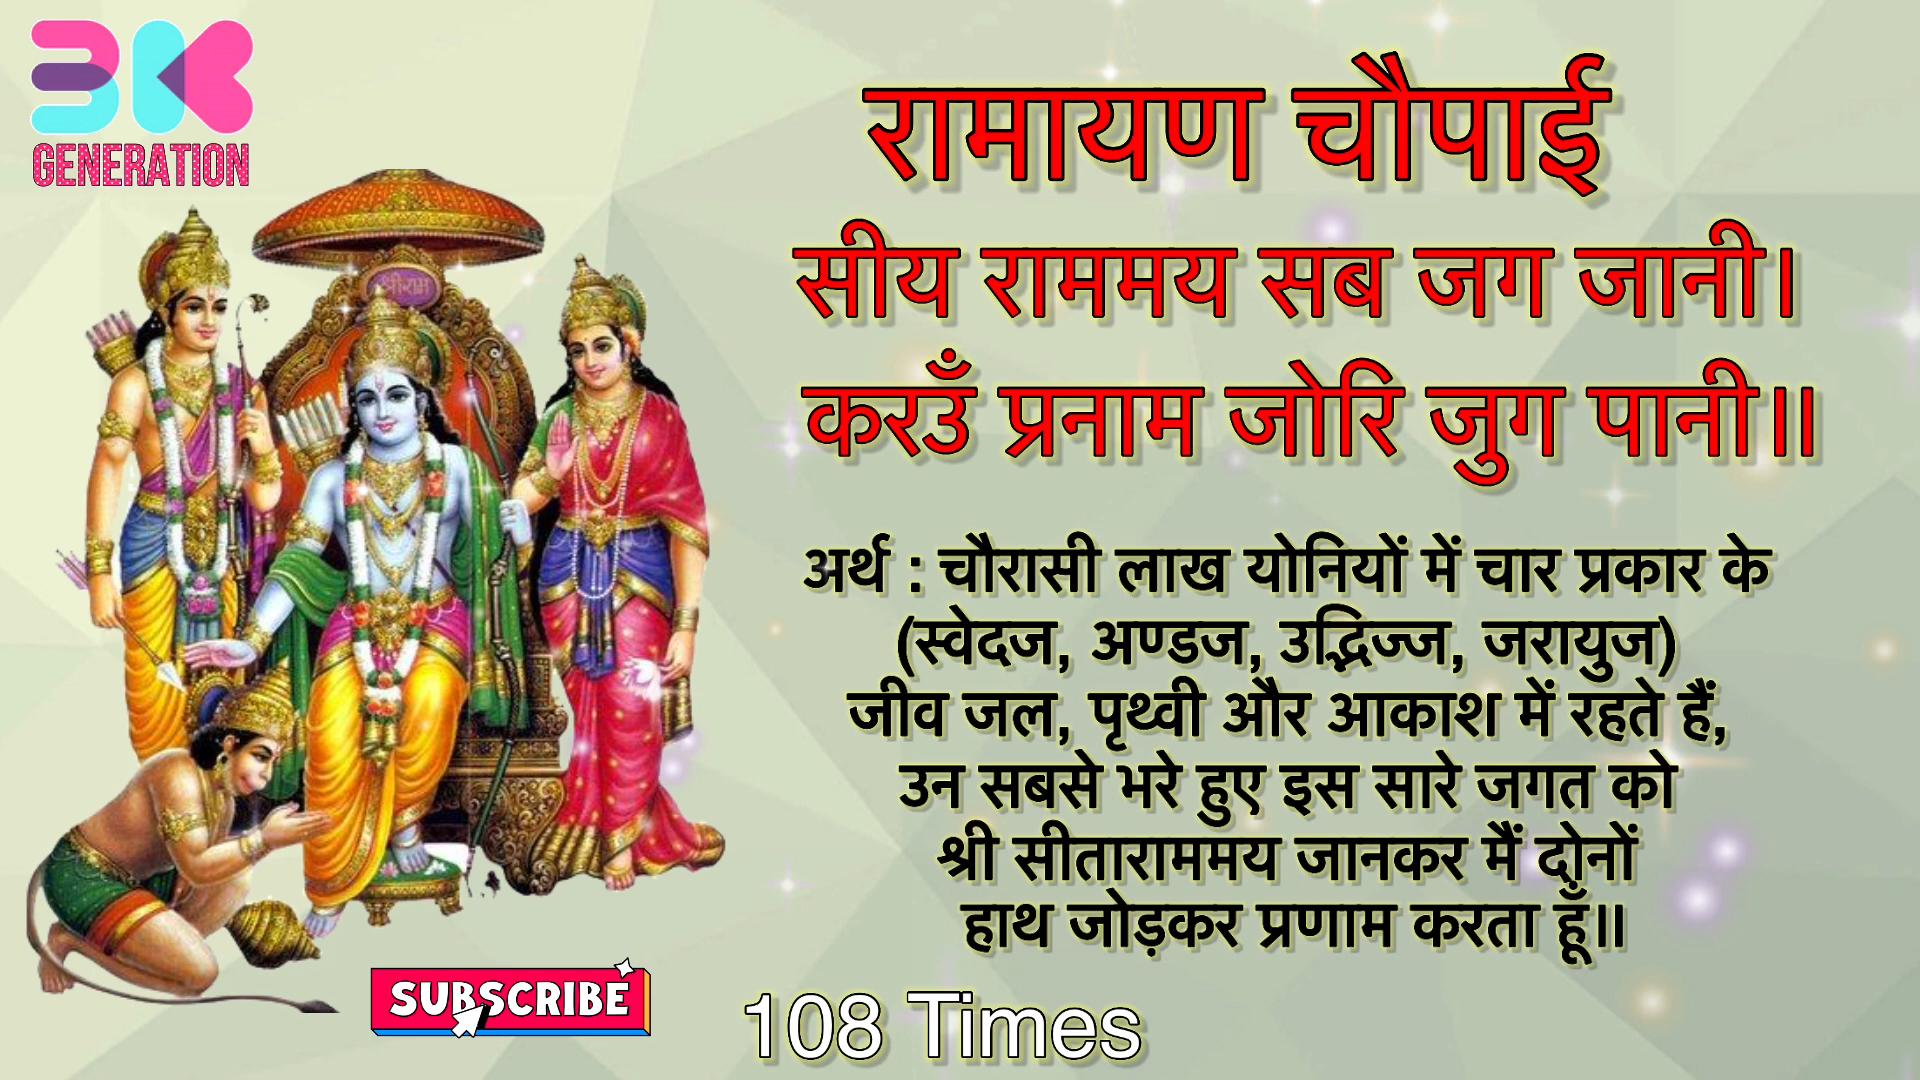 3K
GENERATION
रामायण चौपाई
सीय राममय सब जग जानी।
करउँ प्रनाम जोरि जुग पानी॥
श्रीराम
अर्थ : चौरासी लाख योनियों में चार प्रकार के
(स्वेदज, अण्डज, उद्भिज्ज, जरायुज)
जीव जल, पृथ्वी और आकाश में रहते हैं,
उन सबसे भरे हुए इस सारे जगत को
श्री सीताराममय जानकर मैं दोनों
हाथ जोड़कर प्रणाम करता हूँ॥
SUBSCRIBE
108 Times